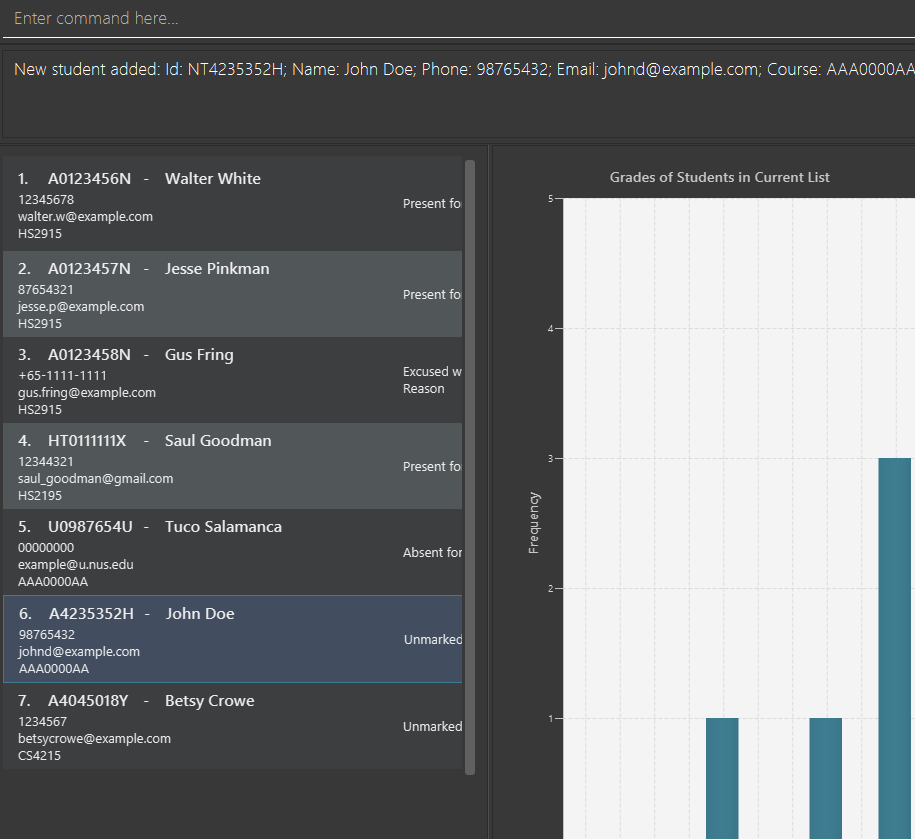 Enter command here...
New student added: Id: NT4235352H; Name: John Doe; Phone: 98765432; Email: johnd@example.com; Course: AAA0000AA
1. A0123456N - Walter White
12345678
walter.w@example.com
HS2915
Present fo
2. A0123457N - Jesse Pinkman
87654321
jesse.p@example.com
HS2915
Present fo
3. A0123458N - Gus Fring
+65-1111-1111
gus.fring@example.com
HS2915
Excused w
Reason
4. HT0111111X - Saul Goodman
12344321
saul_goodman@gmail.com
HS2195
Present fo
5. U0987654U - Tuco Salamanca
00000000
example@u.nus.edu
AAA0000AA
Absent for
6. A4235352H - John Doe
98765432
johnd@example.com
AAA0000AA
Unmarked
7. A4045018Y - Betsy Crowe
1234567
betsycrowe@example.com
CS4215
Unmarked
Grades of Students in Current List
5
4
3
2
1
Frequency